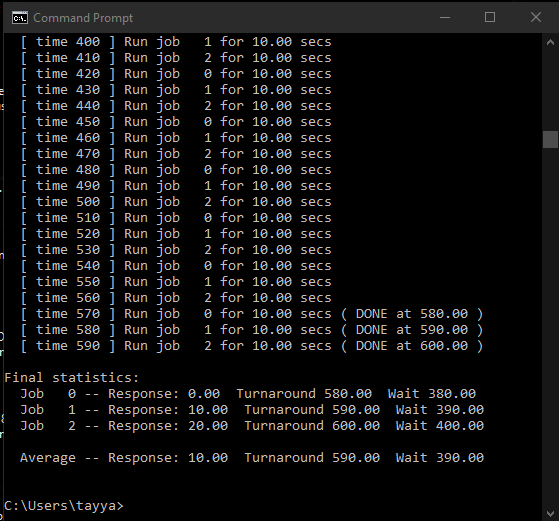 Command Prompt
[ time 400 ] Run job   1 for 10.00 secs
[ time 410 ] Run job   2 for 10.00 secs
[ time 420 ] Run job   0 for 10.00 secs
[ time 430 ] Run job   1 for 10.00 secs
[ time 440 ] Run job   2 for 10.00 secs
[ time 450 ] Run job   0 for 10.00 secs
[ time 460 ] Run job   1 for 10.00 secs
[ time 470 ] Run job   2 for 10.00 secs
[ time 480 ] Run job   0 for 10.00 secs
[ time 490 ] Run job   1 for 10.00 secs
[ time 500 ] Run job   2 for 10.00 secs
[ time 510 ] Run job   0 for 10.00 secs
[ time 520 ] Run job   1 for 10.00 secs
[ time 530 ] Run job   2 for 10.00 secs
[ time 540 ] Run job   0 for 10.00 secs
[ time 550 ] Run job   1 for 10.00 secs
[ time 560 ] Run job   2 for 10.00 secs
[ time 570 ] Run job   0 for 10.00 secs ( DONE at 580.00 )
[ time 580 ] Run job   1 for 10.00 secs ( DONE at 590.00 )
[ time 590 ] Run job   2 for 10.00 secs ( DONE at 600.00 )
Final statistics:
Job   0 -- Response: 0.00  Turnaround 580.00  Wait 380.00
Job   1 -- Response: 10.00  Turnaround 590.00  Wait 390.00
Job   2 -- Response: 20.00  Turnaround 600.00  Wait 400.00
Average -- Response: 10.00  Turnaround 590.00  Wait 390.00
C:\Users\tayya>